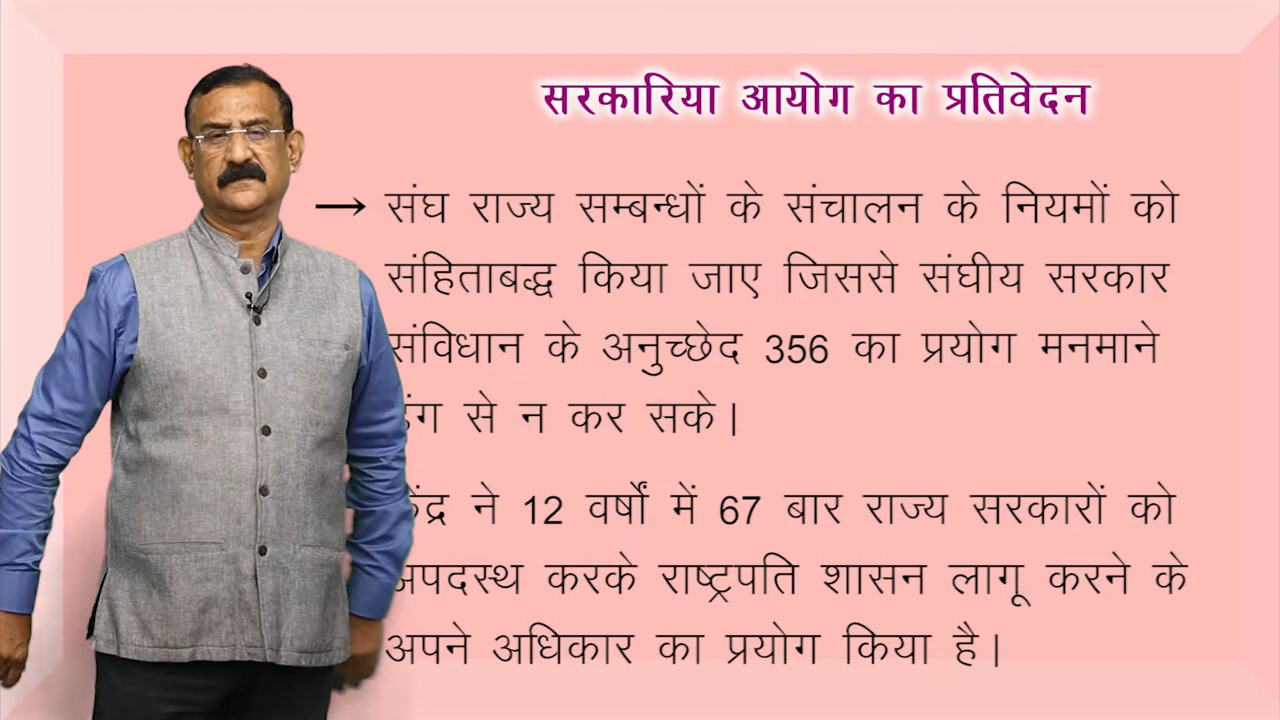 सरकारिया आयोग का प्रतिवेदन
→ संघ राज्य सम्बन्धों के संचालन के नियमों को
संहिताबद्ध किया जाए जिससे संघीय सरकार
संविधान के अनुच्छेद 356 का प्रयोग मनमाने
ढंग से न कर सके।
केंद्र ने 12 वर्षों में 67 बार राज्य सरकारों को
अपदस्थ करके राष्ट्रपति शासन लागू करने के
अपने अधिकार का प्रयोग किया है।